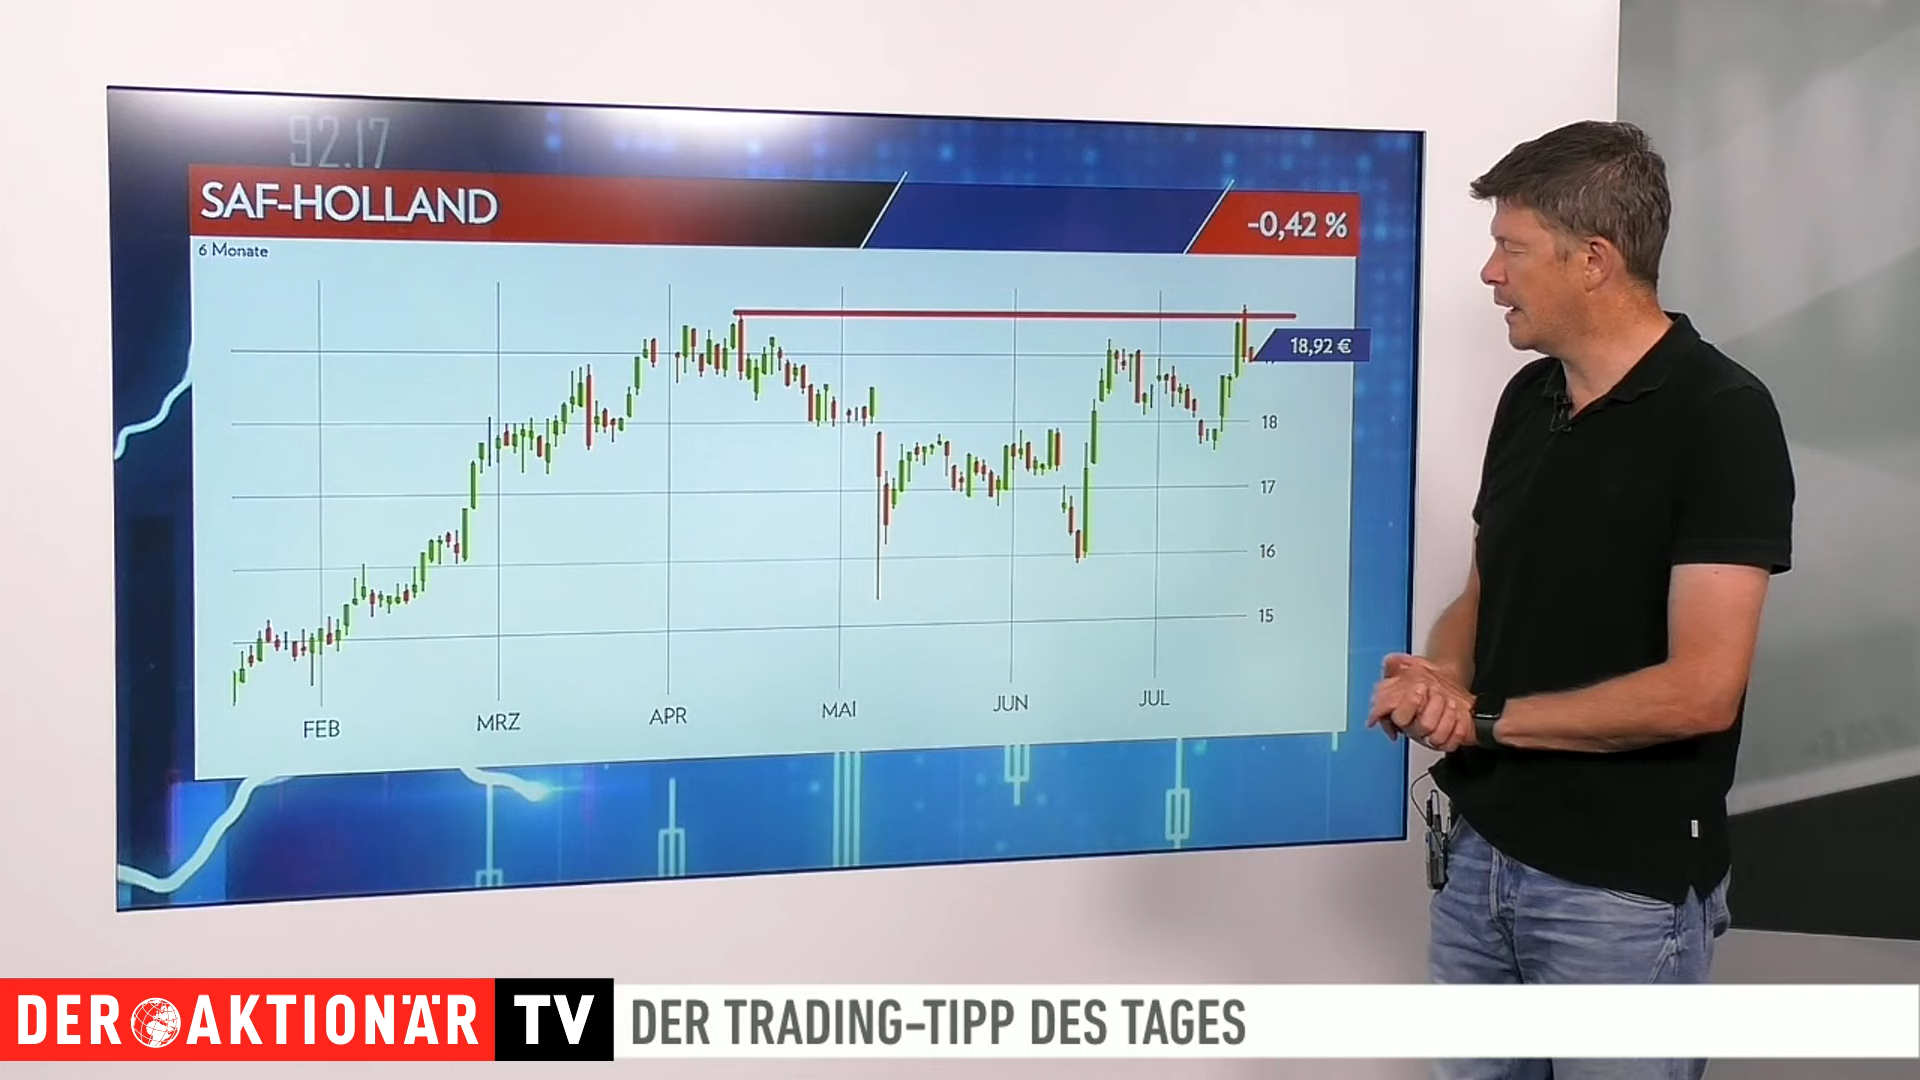 92.17
SAF-HOLLAND
-0,42 %
6 Monate
18,92 €
18
17
16
15
FEB
MRZ
APR
MAI
JUN
JUL
DER AKTIONÄR TV
DER TRADING-TIPP DES TAGES